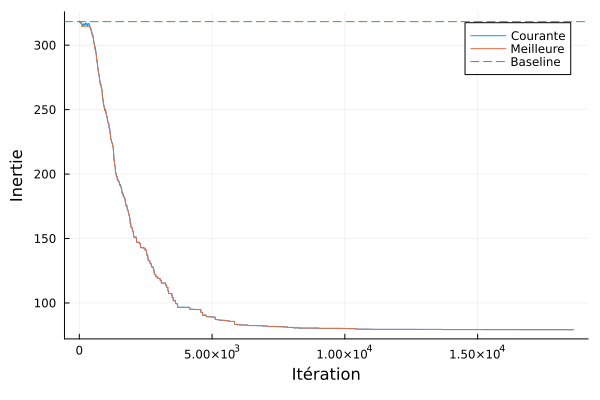 Courante
Meilleure
Baseline
300
250
200
150
100
Inertie
0
5.00×10³
1.00×10⁴
1.50×10⁴
Itération